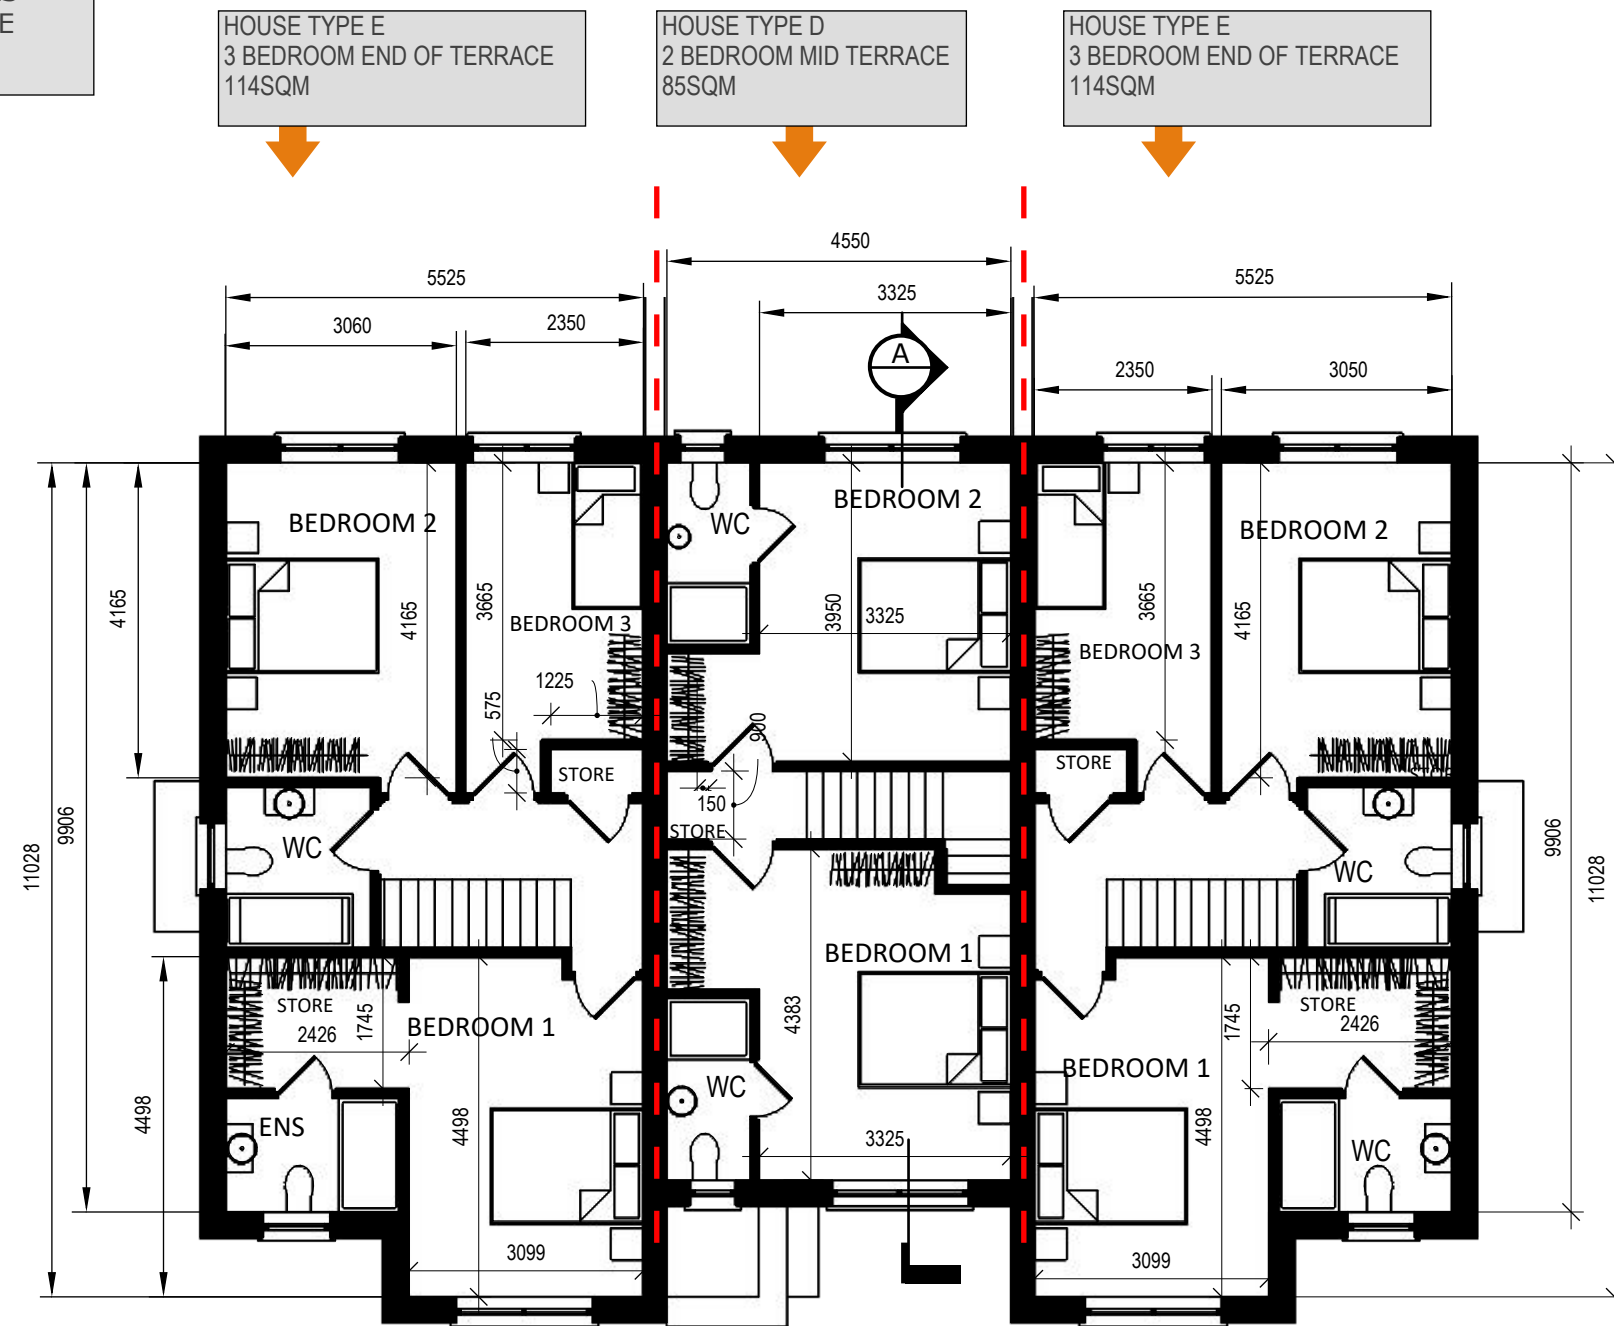 E
HOUSE TYPE E
3 BEDROOM END OF TERRACE
114SQM
HOUSE TYPE D
2 BEDROOM MID TERRACE
85SQM
HOUSE TYPE E
3 BEDROOM END OF TERRACE
114SQM
4550
5525
3325
5525
3060
2350
A
2350
3050
BEDROOM 2
BEDROOM 3
WC
BEDROOM 2
BEDROOM 3
BEDROOM 2
4165
4165
3665
3950
3325
3665
4165
575
1225
900
STORE
150
STORE
STORE
WC
WC
9906
11028
9906
11028
STORE
2426
1745
BEDROOM 1
BEDROOM 1
4383
1745
STORE
2426
BEDROOM 1
4498
ENS
4498
WC
3325
4498
WC
3099
3099